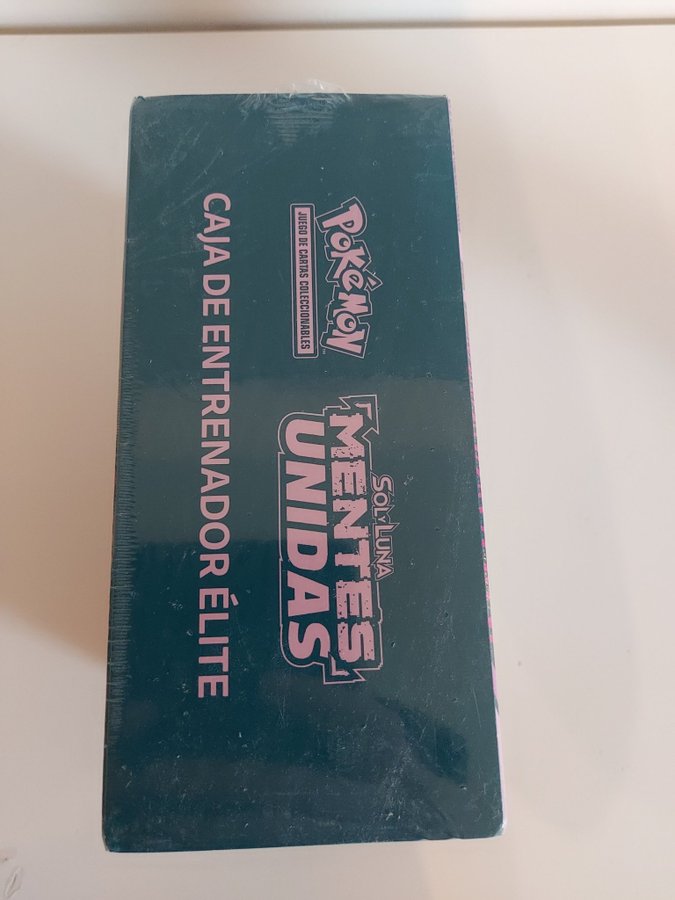 POKéMON
JUEGO DE CARTAS COLECCIONABLES
SOL Y LUNA
MENTES
UNIDAS
CAJA DE ENTRENADOR ÉLITE